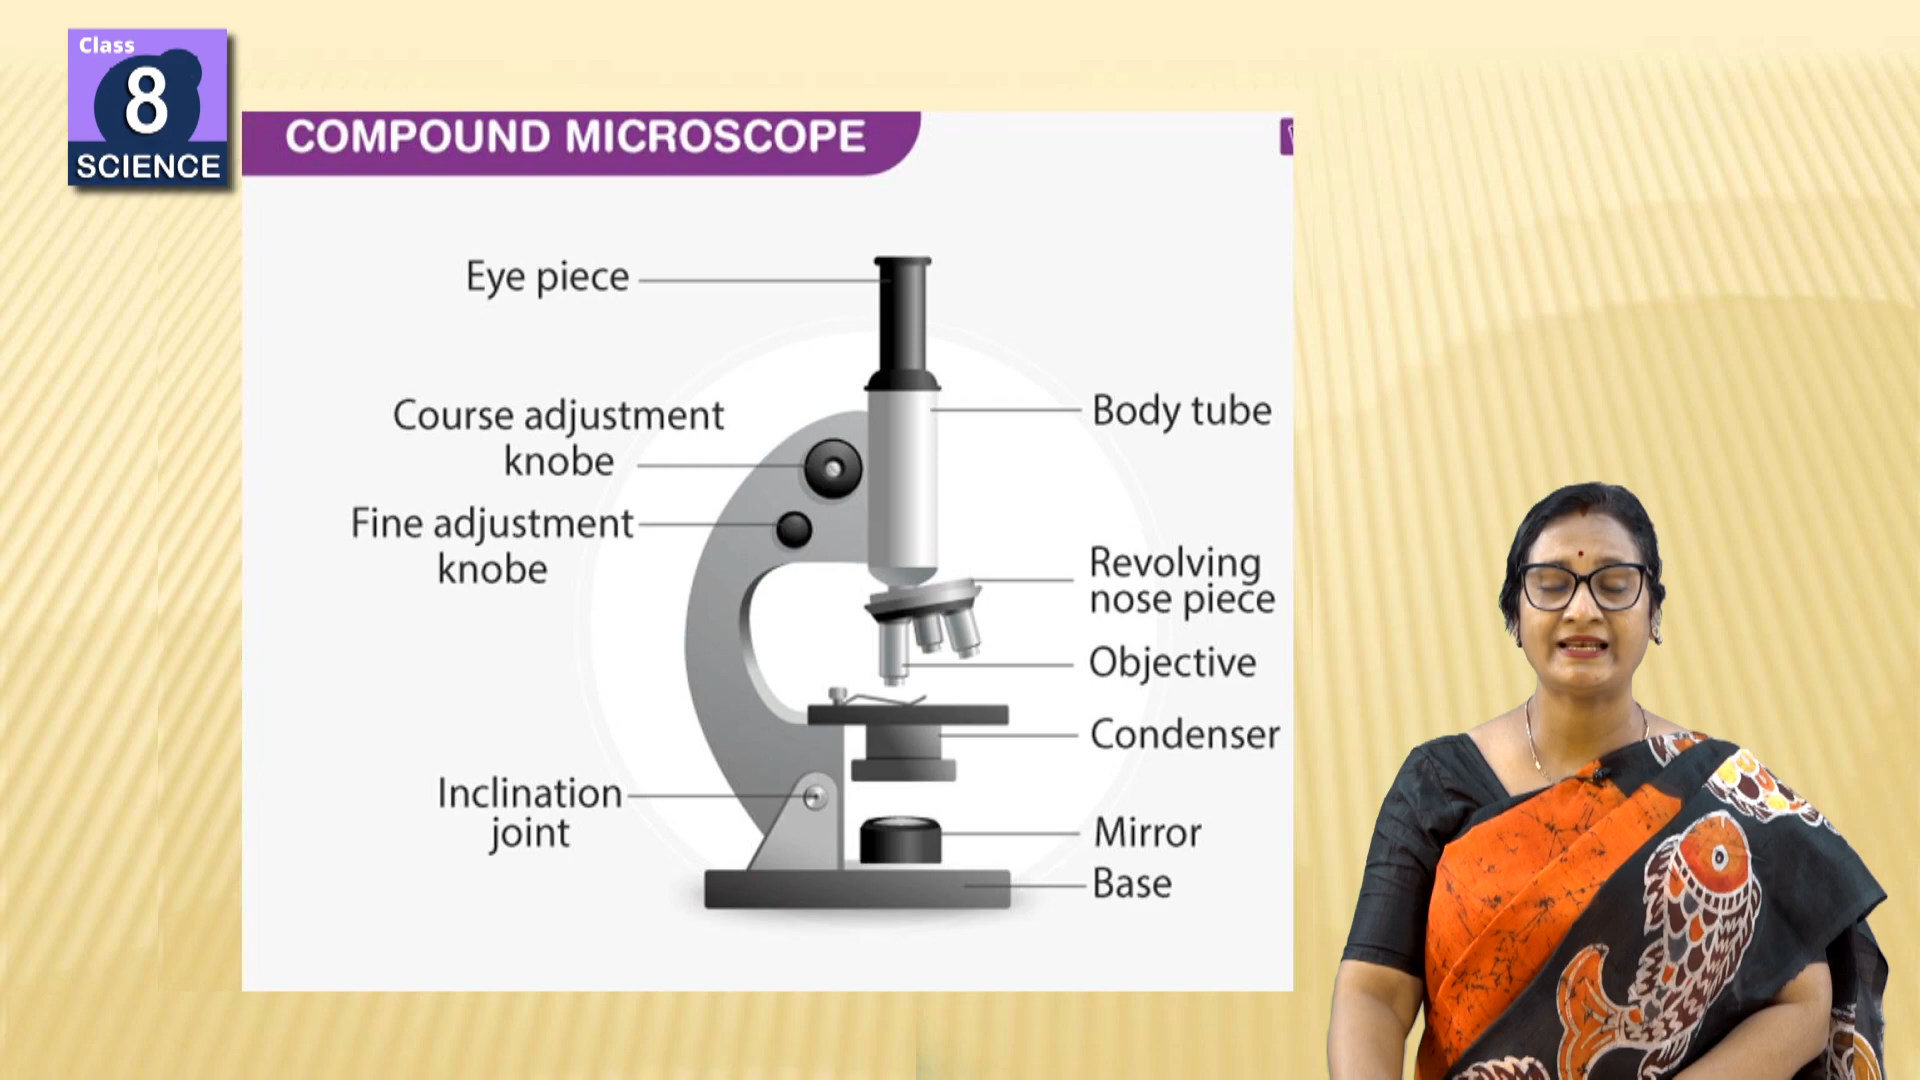 Class
8
SCIENCE
COMPOUND MICROSCOPE
Eye piece
Course adjustment
knobe
Fine adjustment
knobe
Inclination
joint
Body tube
Revolving
nose piece
Objective
Condenser
Mirror
Base